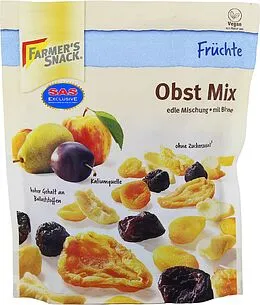 FARMER'S
SNACK.
Vegan
Früchte
SAS
EXCLUSIVE
Obst Mix
edle Mischung • mit Birne
ohne Zuckerzusatz
Kaliumquelle
hoher Gehalt an
Ballaststoffen